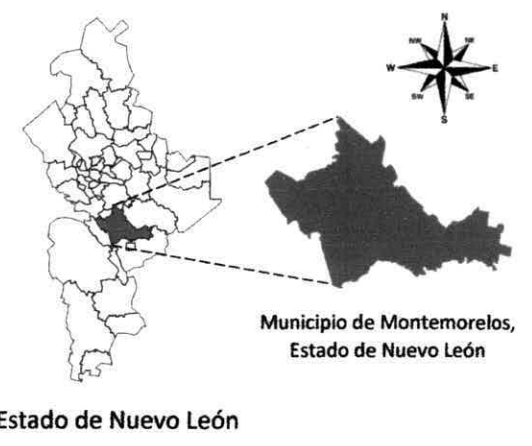 N
NW NE
W E
SW SE
S
Municipio de Montemorelos,
Estado de Nuevo León
Estado de Nuevo León